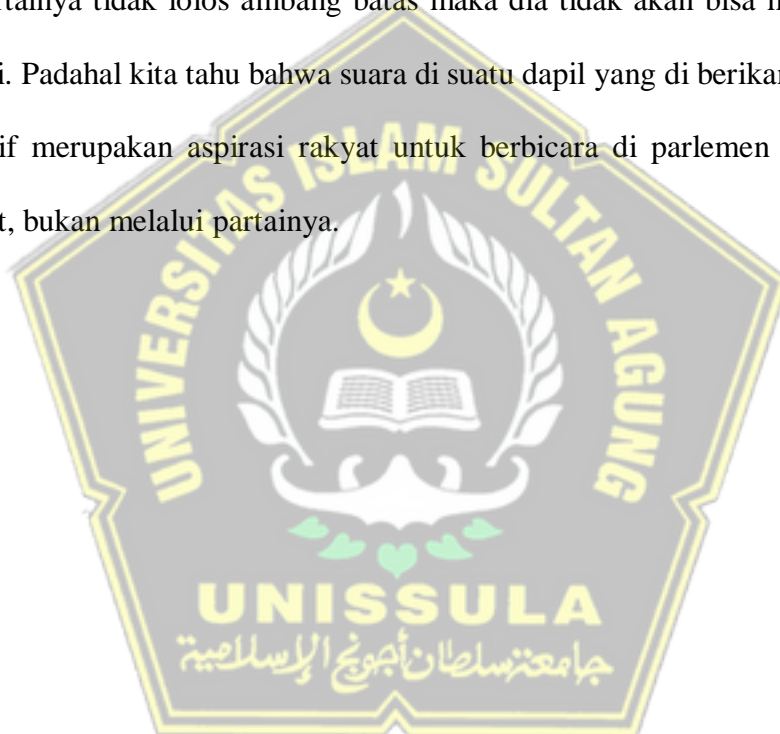 rtainya tidak lolos ambang batas maka dia tidak akan bisa
i. Padahal kita tahu bahwa suara di suatu dapil yang di berikan
if merupakan aspirasi rakyat untuk berbicara di parlemen
t, bukan melalui partainya.
UNIVERSITAS ISLAM SULTAN AGUNG
UNISSULA
جامعة سلطان أجونج الإسلامية